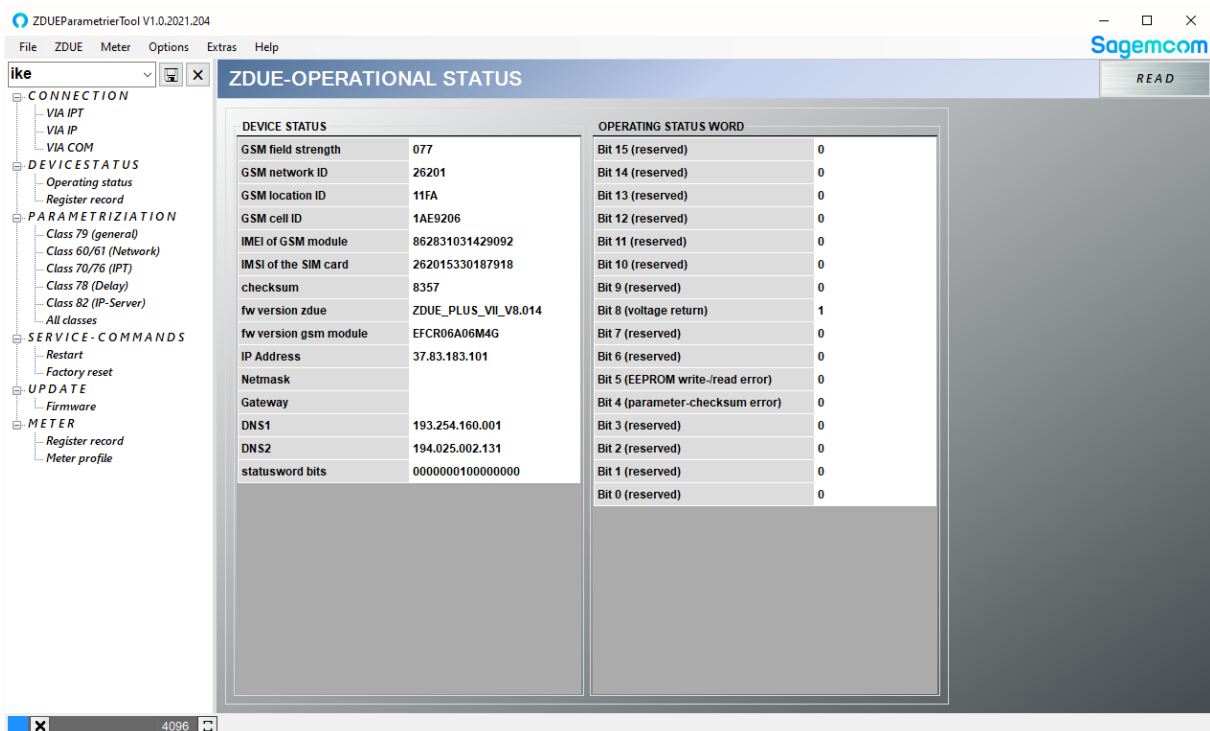 ZDUEParametrierTool V1.0.2021.204
File ZDUE Meter Options Extras Help
Sagemcom
ike
ZDUE-OPERATIONAL STATUS
READ
CONNECTION
VIA IPT
VIA IP
VIA COM
DEVICESTATUS
Operating status
Register record
PARAMETRIZIATION
Class 79 (general)
Class 60/61 (Network)
Class 70/76 (IPT)
Class 78 (Delay)
Class 82 (IP-Server)
All classes
SERVICE-COMMANDS
Restart
Factory reset
UPDATE
Firmware
METER
Register record
Meter profile
DEVICE STATUS
GSM field strength 077
GSM network ID 26201
GSM location ID 11FA
GSM cell ID 1AE9206
IMEI of GSM module 862831031429092
IMSI of the SIM card 262015330187918
checksum 8357
fw version zdue ZDUE_PLUS_VII_V8.014
fw version gsm module EFCR06A06M4G
IP Address 37.83.183.101
Netmask
Gateway
DNS1 193.254.160.001
DNS2 194.025.002.131
statusword bits 0000000100000000
OPERATING STATUS WORD
Bit 15 (reserved) 0
Bit 14 (reserved) 0
Bit 13 (reserved) 0
Bit 12 (reserved) 0
Bit 11 (reserved) 0
Bit 10 (reserved) 0
Bit 9 (reserved) 0
Bit 8 (voltage return) 1
Bit 7 (reserved) 0
Bit 6 (reserved) 0
Bit 5 (EEPROM write-/read error) 0
Bit 4 (parameter-checksum error) 0
Bit 3 (reserved) 0
Bit 2 (reserved) 0
Bit 1 (reserved) 0
Bit 0 (reserved) 0
4096